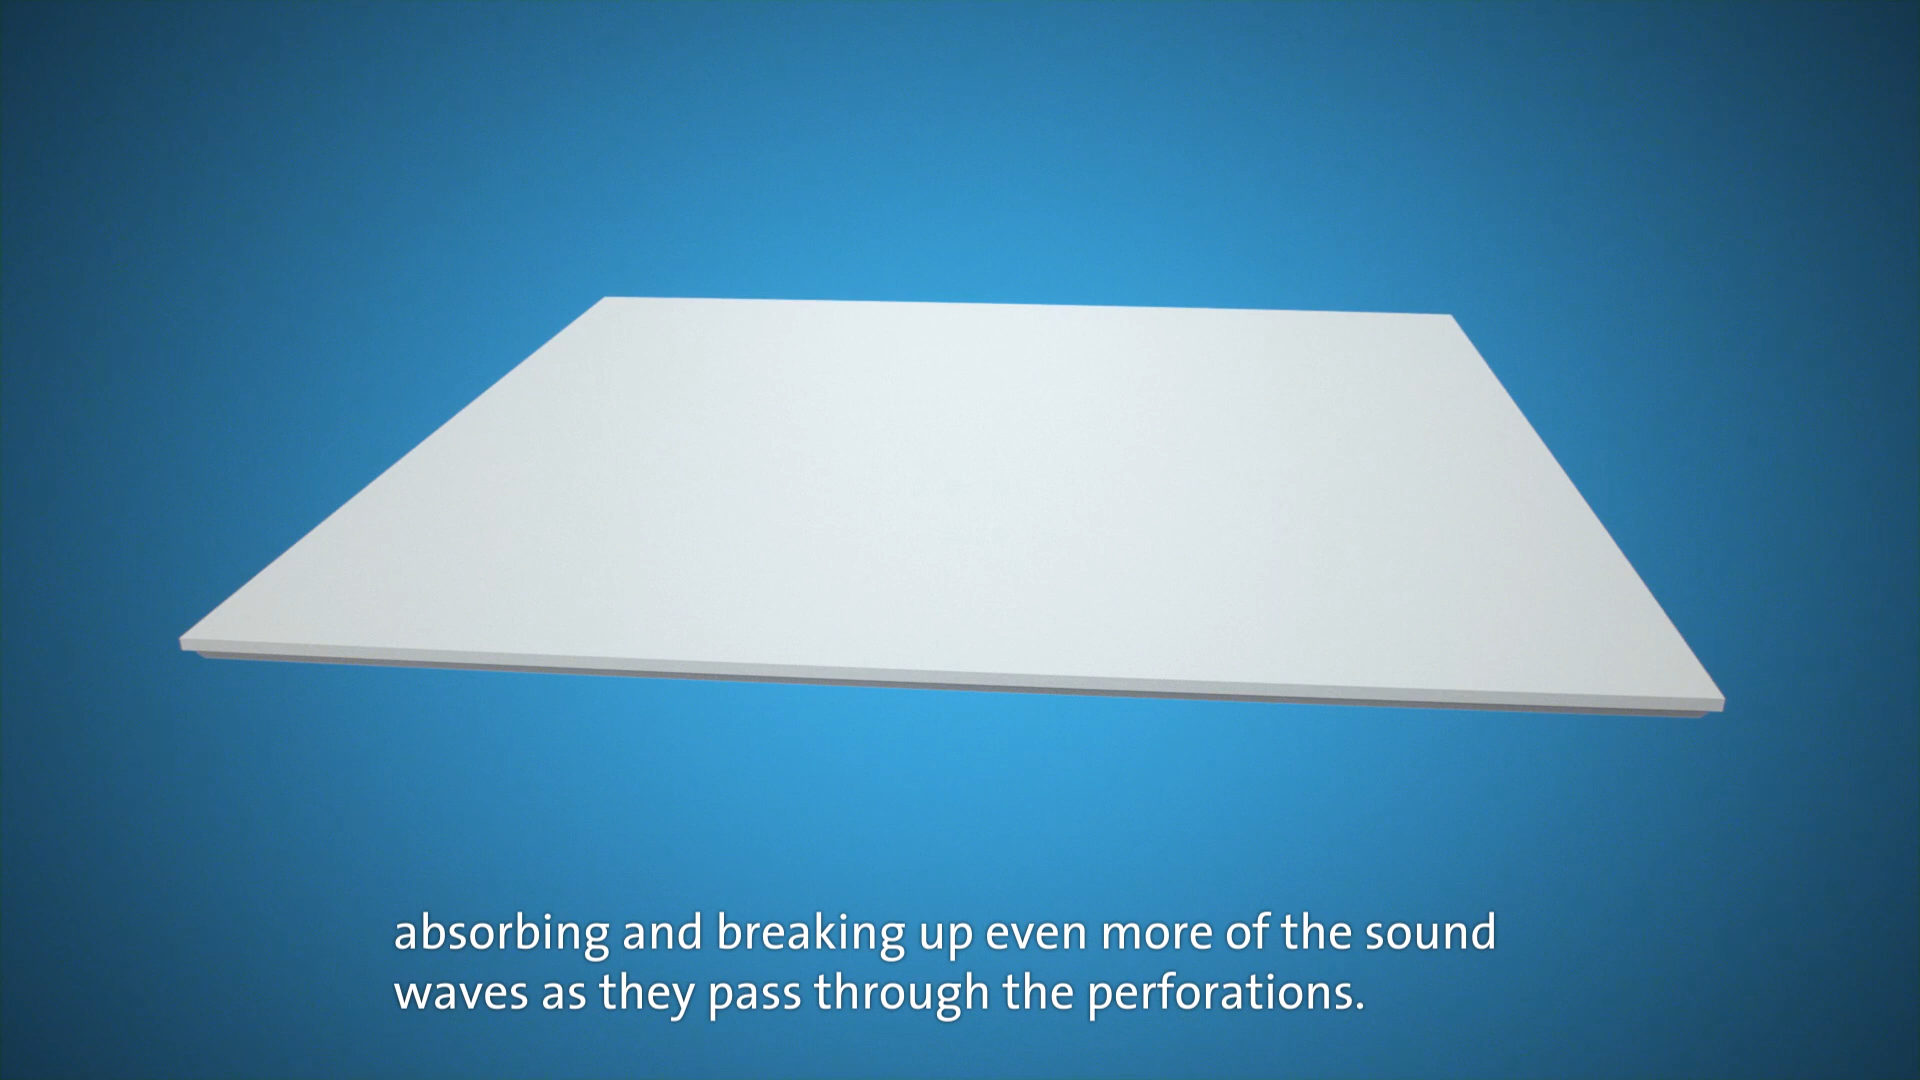 absorbing and breaking up even more of the sound
waves as they pass through the perforations.